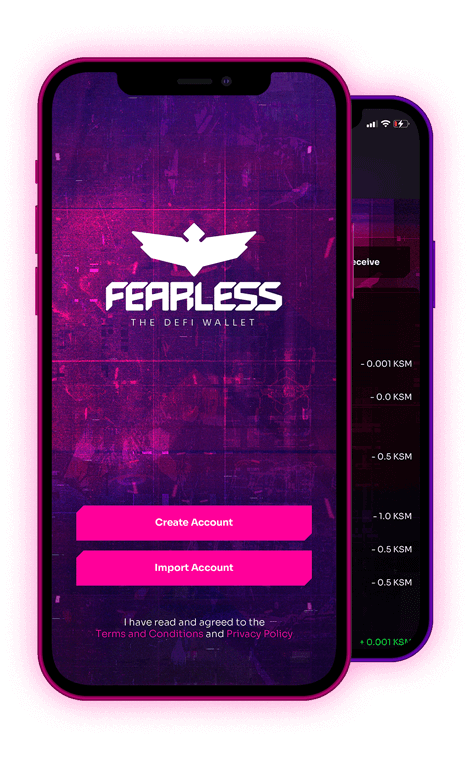 FEARLESS
THE DEFI WALLET
Create Account
Import Account
I have read and agreed to the
Terms and Conditions and Privacy Policy
- 0.001 KSM
- 0.0 KSM
- 0.5 KSM
- 1.0 KSM
- 0.5 KSM
- 0.5 KSM
+ 0.001 KSM